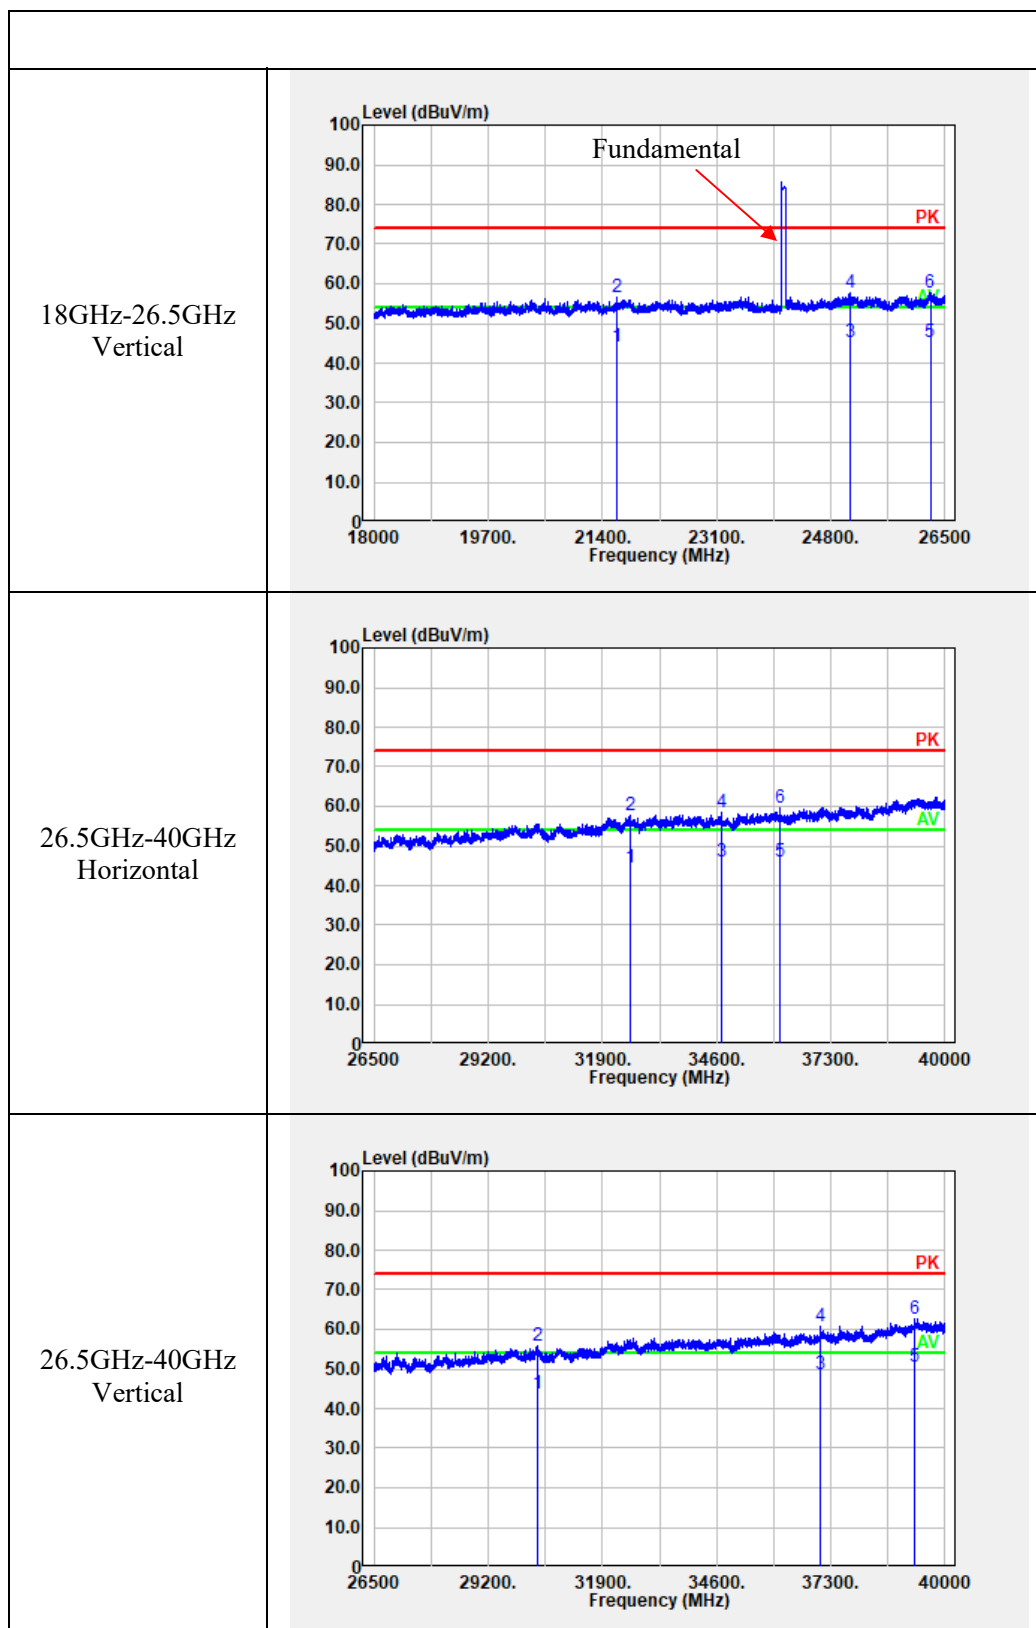 18GHz-26.5GHz
Vertical
Level (dBuV/m)
100
90.0
80.0
70.0
60.0
50.0
40.0
30.0
20.0
10.0
0
Fundamental
PK
AV
2
1
4
3
6
5
18000 19700. 21400. 23100. 24800. 26500
Frequency (MHz)
26.5GHz-40GHz
Horizontal
Level (dBuV/m)
100
90.0
80.0
70.0
60.0
50.0
40.0
30.0
20.0
10.0
0
PK
AV
2
1
4
3
6
5
26500 29200. 31900. 34600. 37300. 40000
Frequency (MHz)
26.5GHz-40GHz
Vertical
Level (dBuV/m)
100
90.0
80.0
70.0
60.0
50.0
40.0
30.0
20.0
10.0
0
PK
AV
2
1
4
3
6
5
26500 29200. 31900. 34600. 37300. 40000
Frequency (MHz)